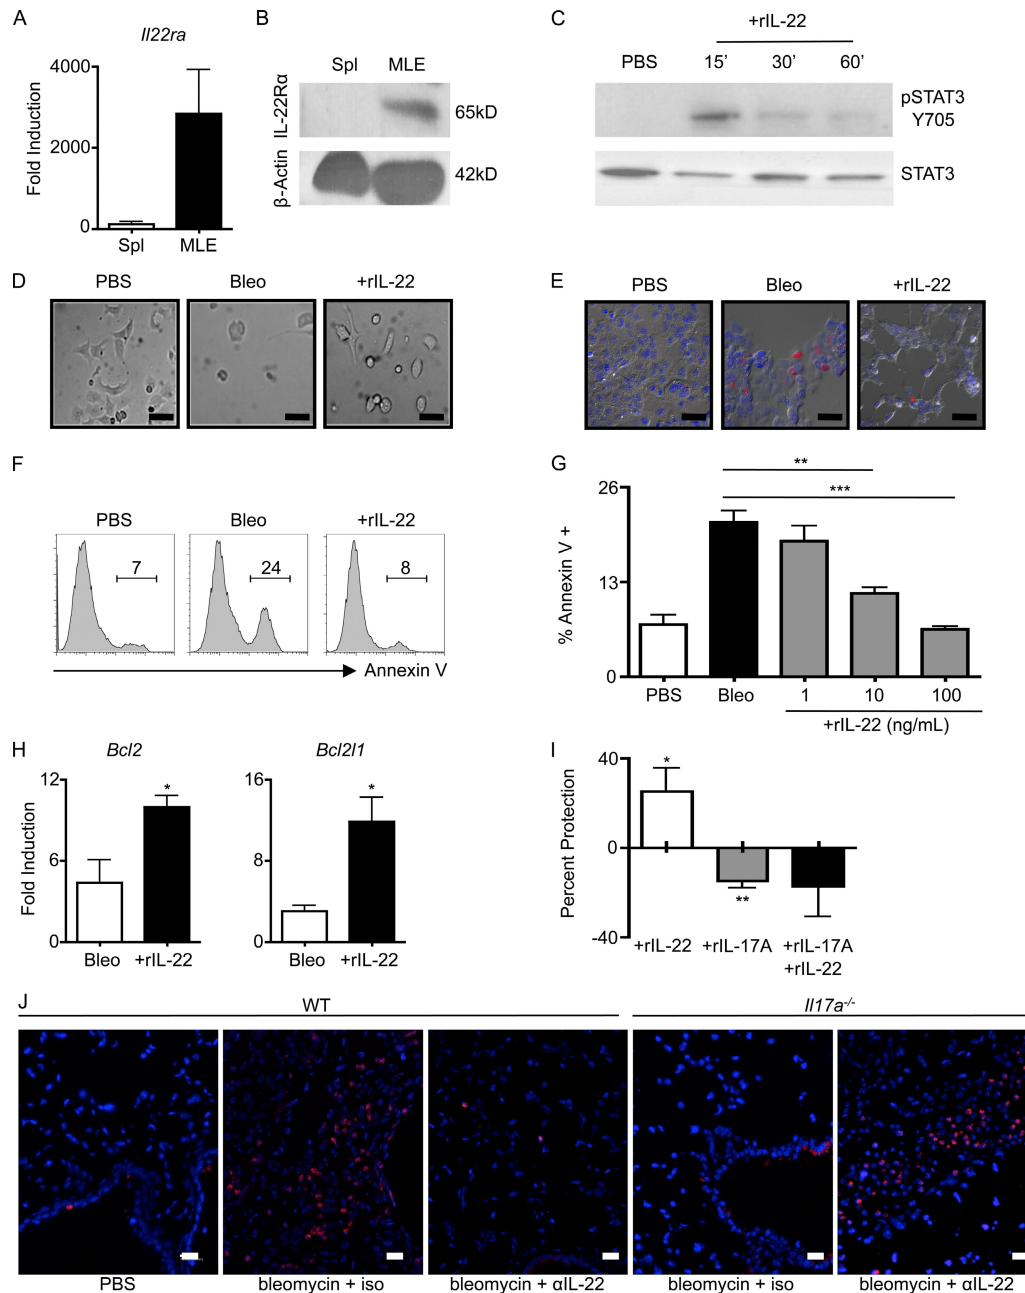 A
Il22ra
Fold Induction
4000
2000
0
Spl
MLE
B
Spl MLE
IL-22Rα
65kD
β-Actin
42kD
C
+rIL-22
PBS 15’ 30’ 60’
pSTAT3
Y705
STAT3
D
PBS Bleo +rIL-22
E
PBS Bleo +rIL-22
F
PBS Bleo +rIL-22
7
24
8
Annexin V
G
**
***
% Annexin V +
26
13
0
PBS Bleo 1 10 100
+rIL-22 (ng/mL)
H
Bcl2
Fold Induction
12
6
0
*
Bleo +rIL-22
Bcl2l1
16
8
0
*
Bleo +rIL-22
I
Percent Protection
40
0
-40
*
**
+rIL-22 +rIL-17A +rIL-17A
+rIL-22
J
WT
Il17a-/-
PBS
bleomycin + iso
bleomycin + αIL-22
bleomycin + iso
bleomycin + αIL-22